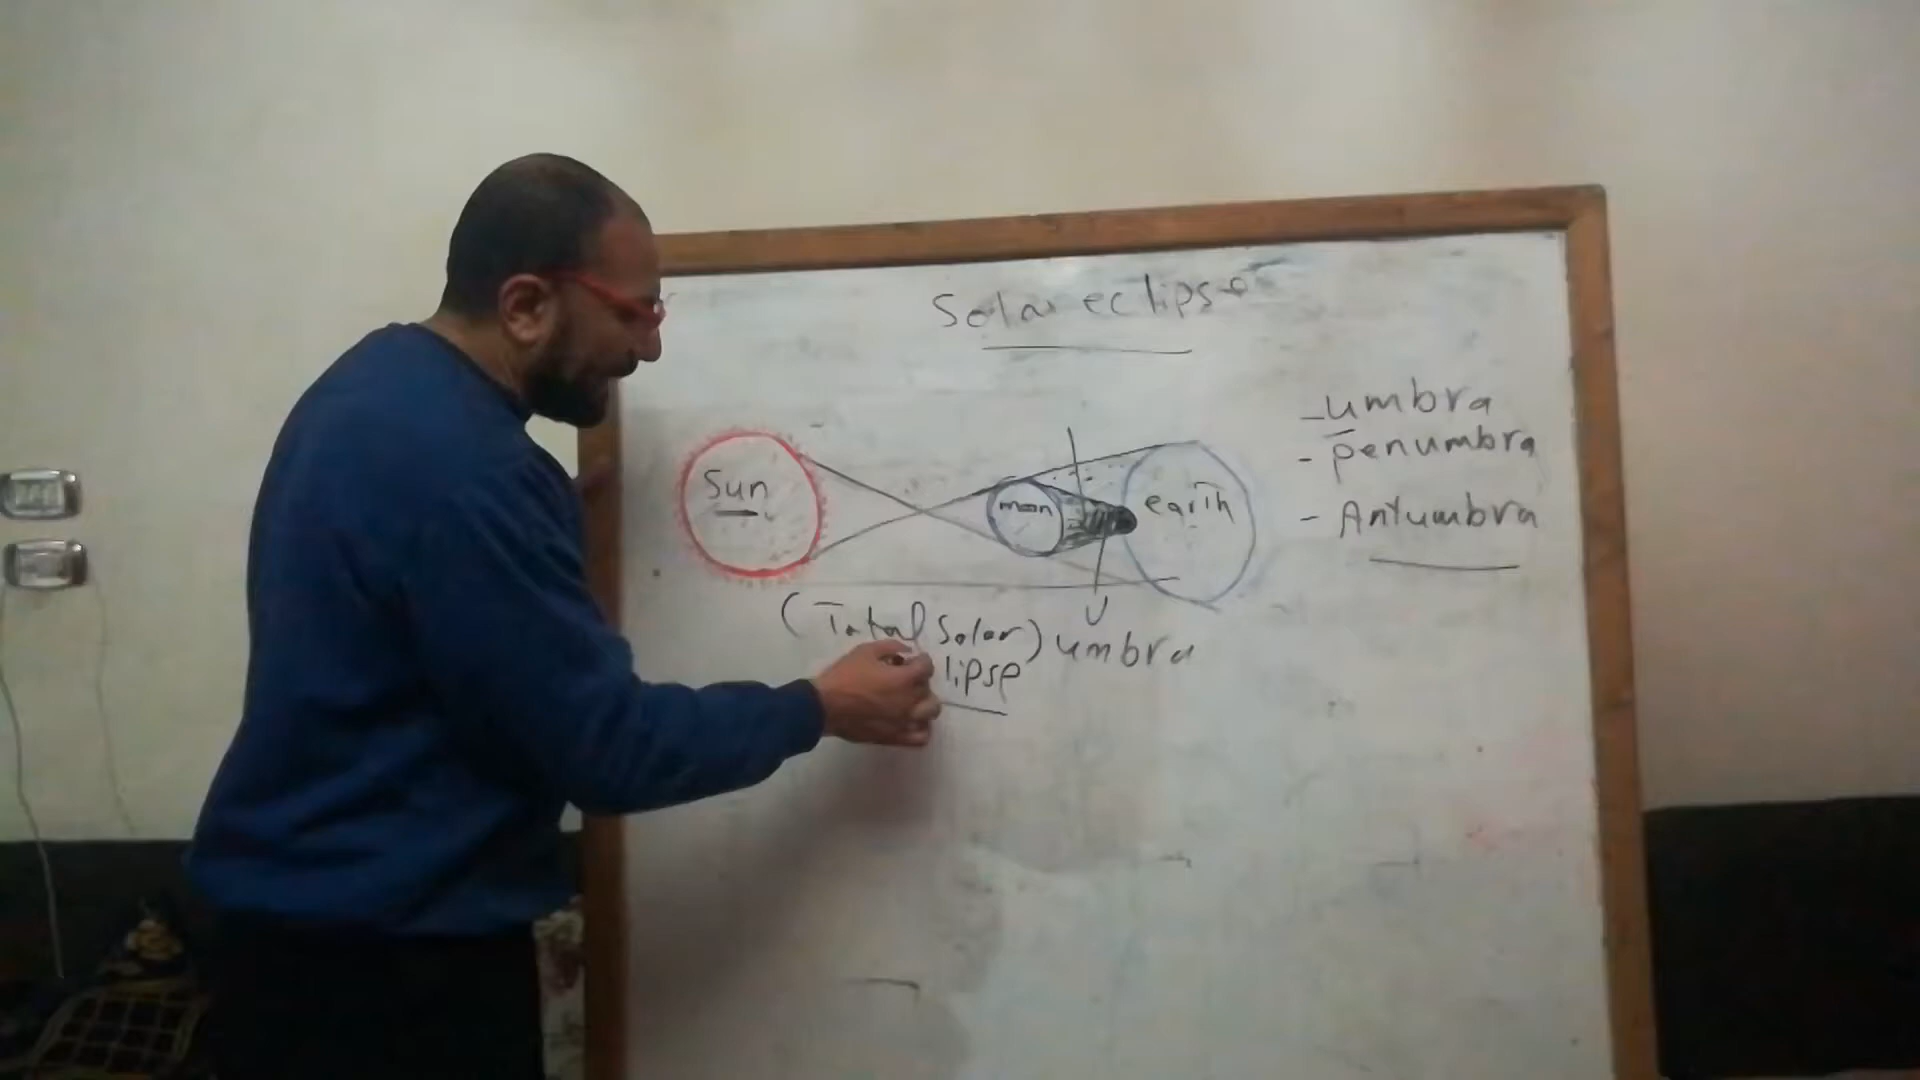 Solar eclipse
- umbra
- penumbra
- Antumbra
Sun
moon
earth
(Total Solar) umbra
lipse